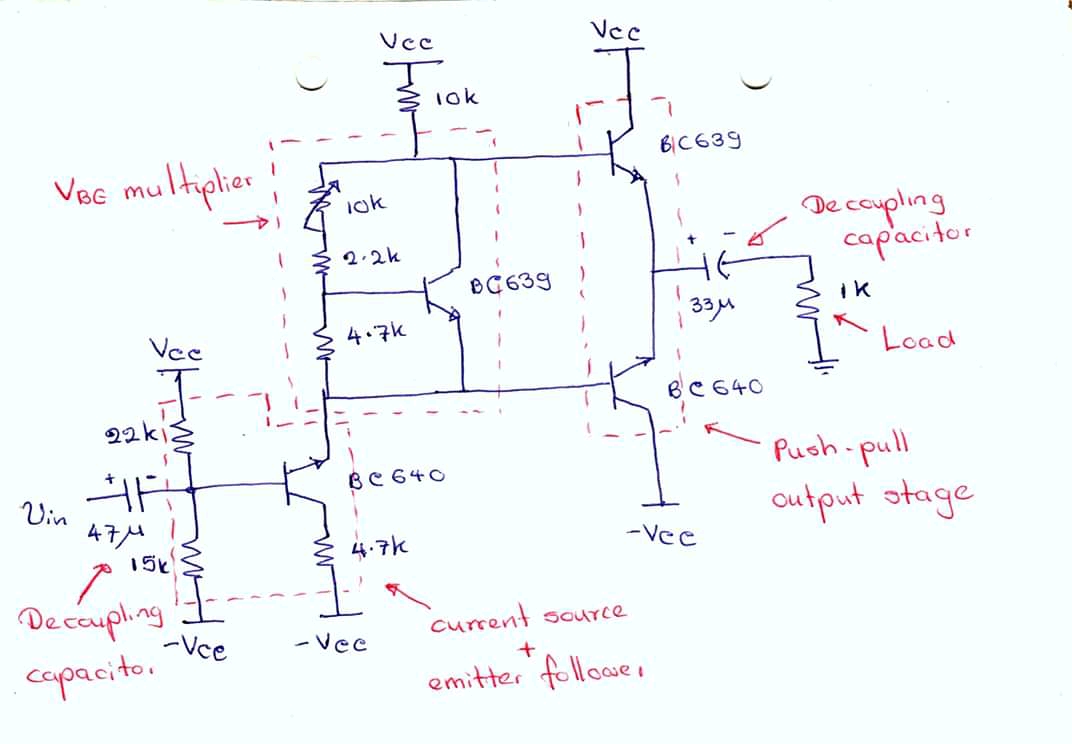 Vcc
Vcc
10k
BC639
VBE multiplier
10k
Decoupling
capacitor
2.2k
+ -
BC639
33μ
1K
4.7k
Load
Vcc
BC640
22k
Push-pull
output stage
+ -
BC640
Vin
47μ
-Vcc
15k
4.7k
Decoupling
capacito.
-Vcc
-Vcc
current source
+
emitter follower